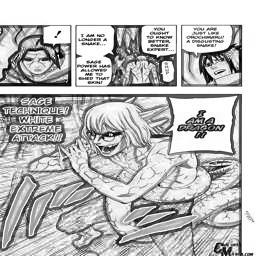 YOU ARE
JUST LIKE
OROCHIMARU
A DISGUSTING
SNAKE...
YOU
OUGHT TO
KNOW
BETTER,
SNAKE
EXPERT...
SAGE
POWER HAS
ALLOWED
ME TO
SHED THAT
SKIN!
I AM NO
LONGER A
SNAKE...
!
I
AM A
DRAGON
!!
SAGE
TECHNIQUE!
WHITE
EXTREME
ATTACK!!!